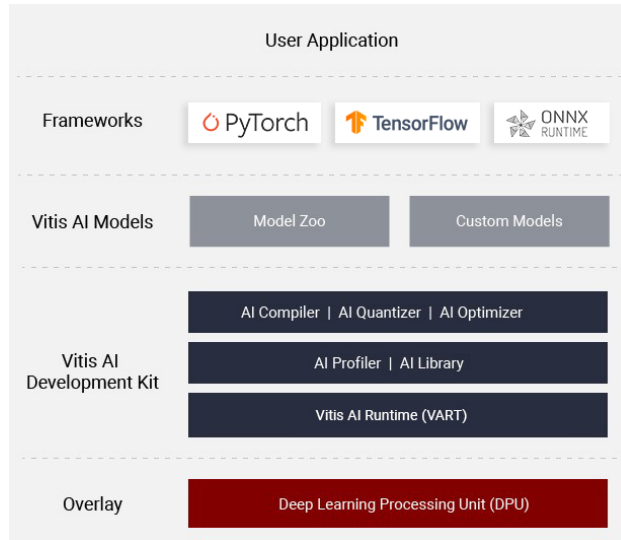 User Application
Frameworks
PyTorch
TensorFlow
ONNX
RUNTIME
Vitis AI Models
Model Zoo
Custom Models
Vitis AI
Development Kit
AI Compiler | AI Quantizer | AI Optimizer
AI Profiler | AI Library
Vitis AI Runtime (VART)
Overlay
Deep Learning Processing Unit (DPU)